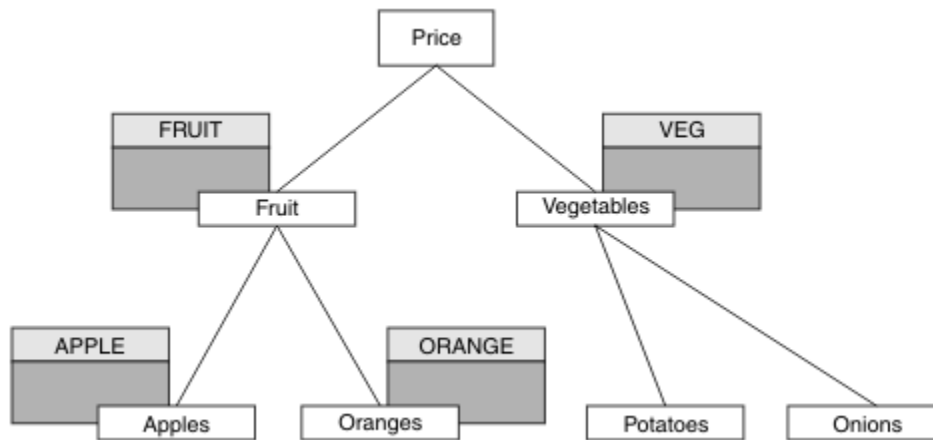 Price
FRUIT
VEG
Fruit
Vegetables
APPLE
ORANGE
Apples
Oranges
Potatoes
Onions